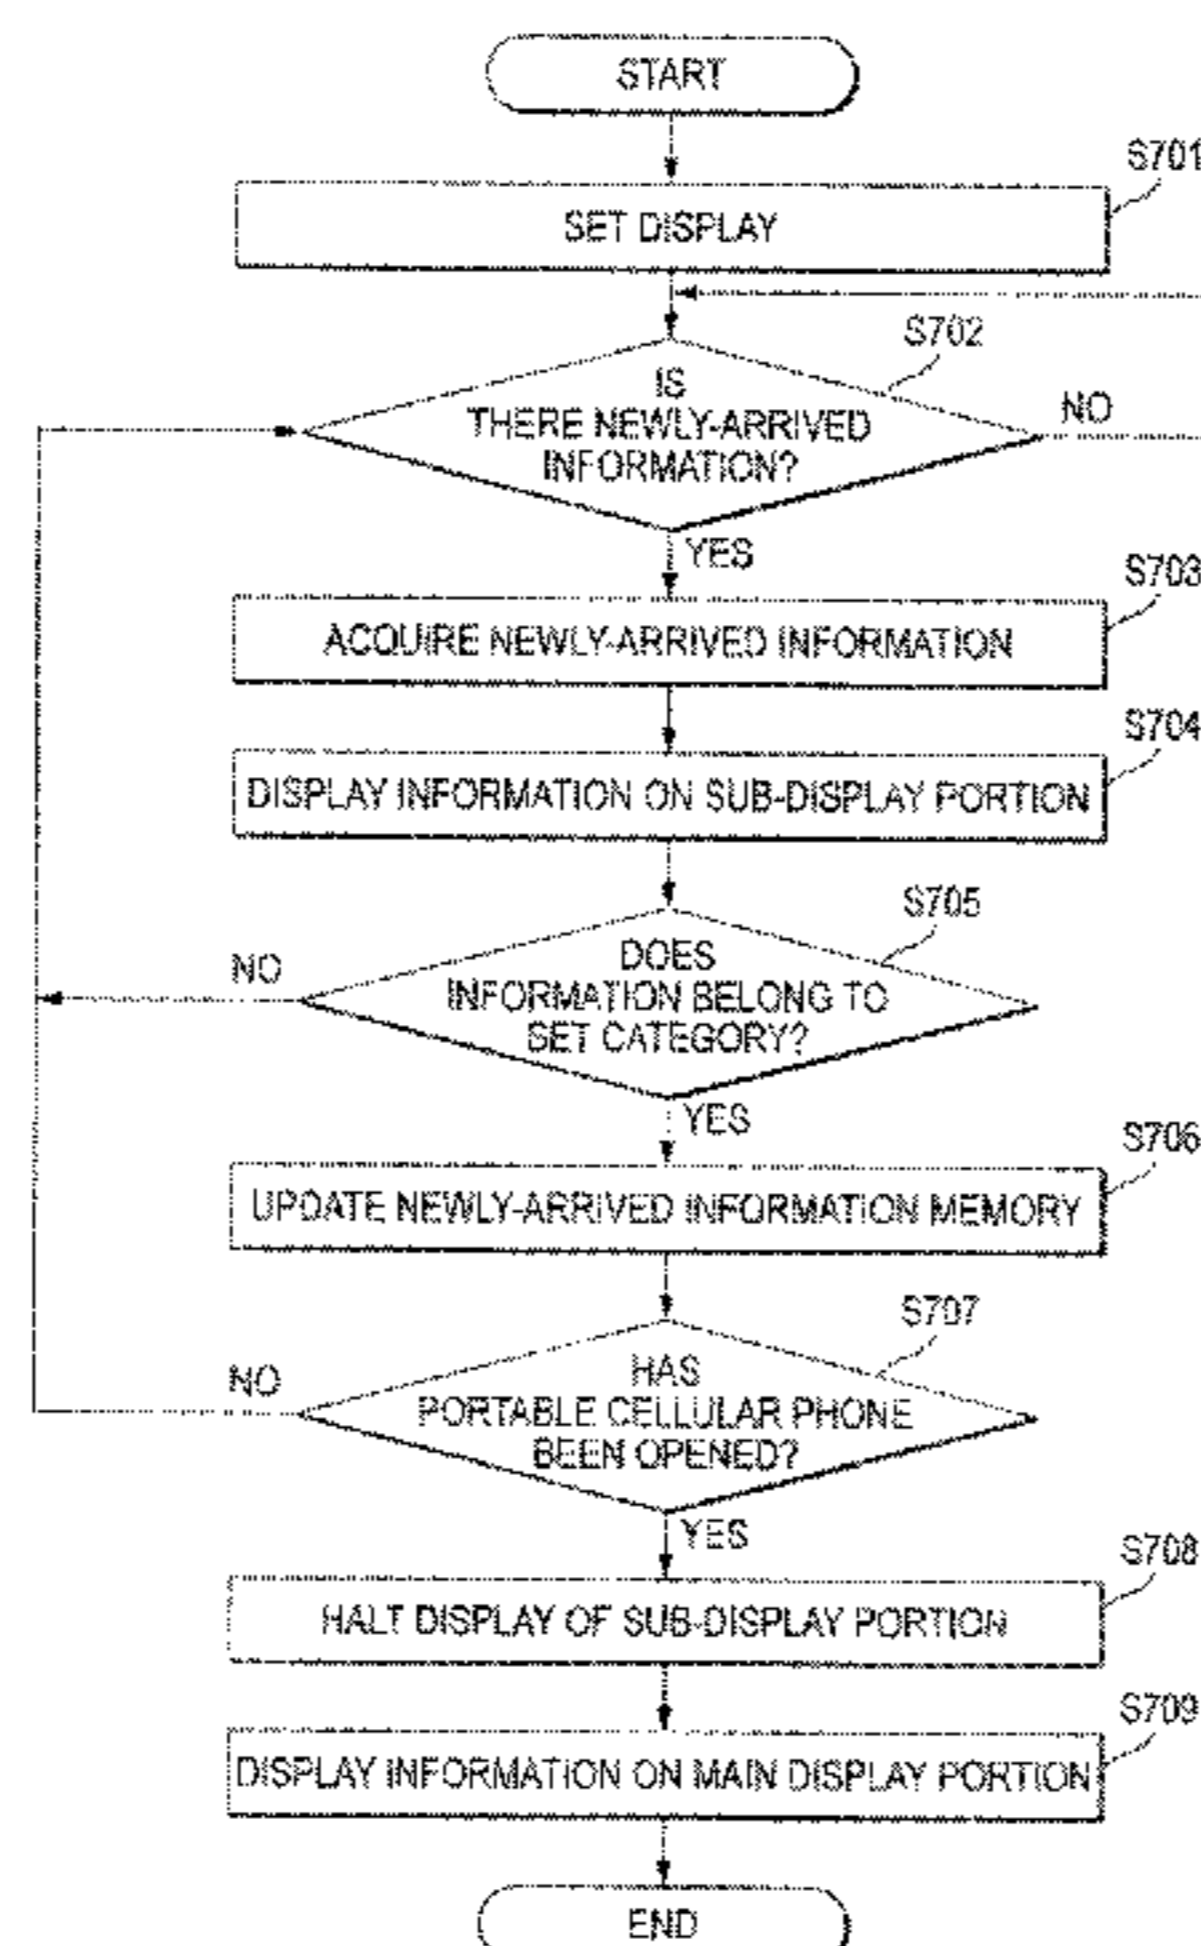 START
S701
SET DISPLAY
S702
IS
THERE NEWLY-ARRIVED
INFORMATION?
NO
YES
S703
ACQUIRE NEWLY-ARRIVED INFORMATION
S704
DISPLAY INFORMATION ON SUB-DISPLAY PORTION
S705
NO
DOES
INFORMATION BELONG TO
SET CATEGORY?
YES
S706
UPDATE NEWLY-ARRIVED INFORMATION MEMORY
S707
NO
HAS
PORTABLE CELLULAR PHONE
BEEN OPENED?
YES
S708
HALT DISPLAY OF SUB-DISPLAY PORTION
S709
DISPLAY INFORMATION ON MAIN DISPLAY PORTION
END